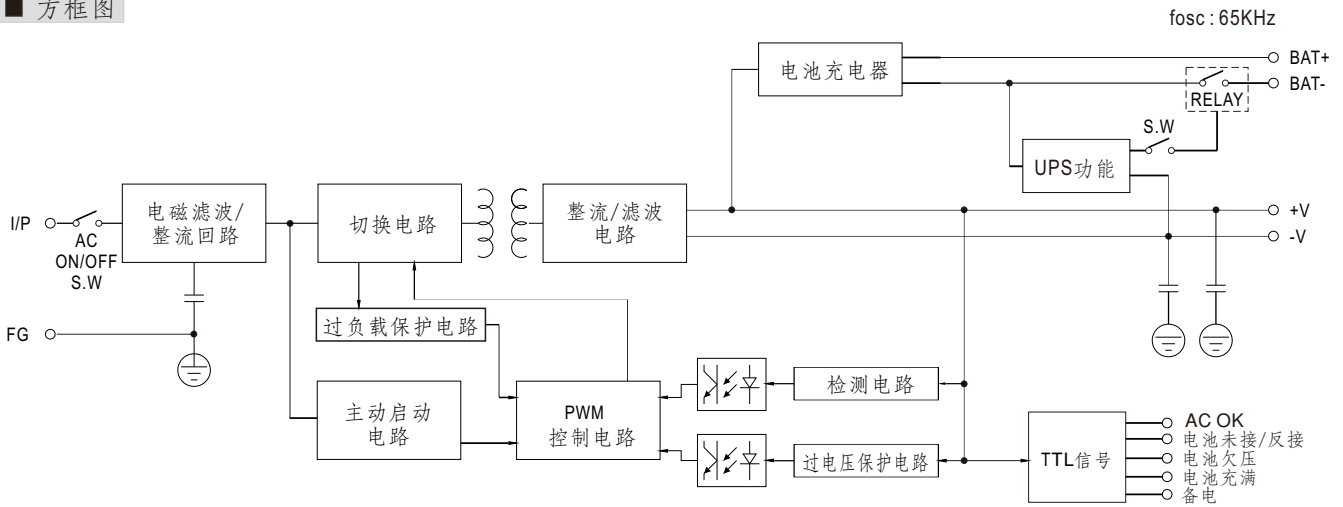 ■ 方框图
fosc : 65KHz
BAT+
电池充电器
BAT-
RELAY
S.W
UPS功能
I/P
AC
ON/OFF
S.W
电磁滤波/
整流回路
切换电路
整流/滤波
电路
+V
-V
FG
过负载保护电路
主动启动
电路
PWM
控制电路
检测电路
过电压保护电路
TTL信号
AC OK
电池未接/反接
电池欠压
电池充满
备电